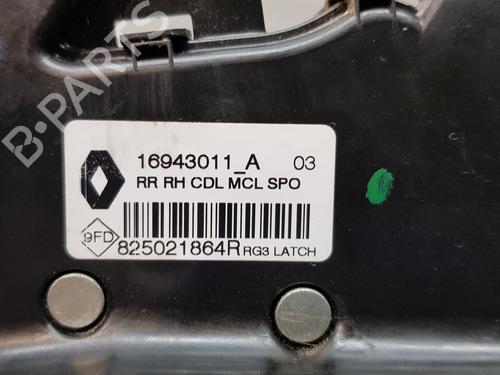 B-PARTS
16943011_A 03
RR RH CDL MCL SPO
9FD
825021864R RG3 LATCH